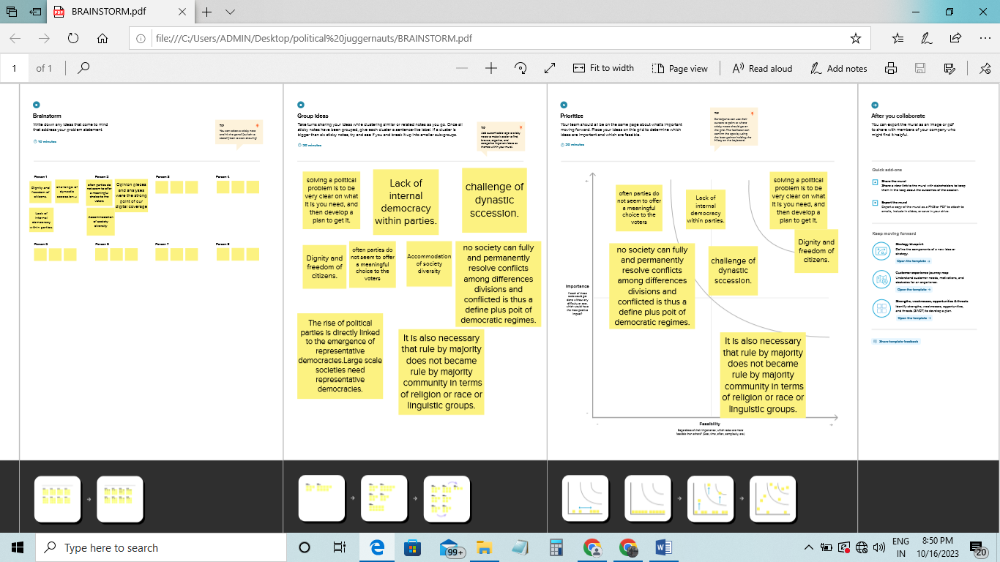 BRAINSTORM.pdf
file:///C:/Users/ADMIN/Desktop/political%20juggernauts/BRAINSTORM.pdf
1 of 1
Fit to width
Page view
Read aloud
Add notes
Brainstorm
Write down any ideas that come to mind
that address your problem statement.
10 minutes
TIP
You can select a sticky note
Person 1
Person 2
Person 3
Person 4
Dignity and
freedom of
citizens.
challenge of
dynastic
often parties do
not seem to offer
a meaningful
choice to the
voters
Opinion pieces
and analyses
were the strong
point of our
digital coverage
Lack of
internal
democracy
within parties.
Accommodation
of society
diversity
Person 5
Person 6
Person 7
Person 8
Group ideas
Take turns sharing your ideas while clustering similar or related notes as you go. Once all
sticky notes have been grouped, give each cluster a sentence-like label. If a cluster is
bigger than six sticky notes, try and see if you and break it up into smaller sub-groups.
20 minutes
TIP
Add customizable tags to sticky
notes to make it easier to find,
browse, organize, and
categorize important ideas as
themes within your mural.
solving a political
problem is to be
very clear on what
it is you need, and
then develop a
plan to get it.
Lack of
internal
democracy
within parties.
challenge of
dynastic
sccession.
Dignity and
freedom of
citizens.
often parties do
not seem to offer
a meaningful
choice to the
voters
Accommodation
of society
diversity
no society can fully
and permanently
resolve conflicts
among differences
divisions and
conflicted is thus a
define plus poit of
democratic regimes.
The rise of political
parties is directly linked
to the emergence of
representative
democracies.Large scale
societies need
representative
democracies.
It is also necessary
that rule by majority
does not became
rule by majority
community in terms
of religion or race or
linguistic groups.
Prioritize
Your team should all be on the same page about what's important
moving forward. Place your ideas on this grid to determine which
ideas are important and which are feasible.
20 minutes
TIP
Participants can use their
cursors to point at where
sticky notes should go on
the grid. The facilitator can
confirm the spot by using
the laser pointer holding the
H key on the keyboard.
often parties do
not seem to offer
a meaningful
choice to the
voters
Lack of
internal
democracy
within parties.
solving a political
problem is to be
very clear on what
it is you need, and
then develop a
plan to get it.
Dignity and
freedom of
citizens.
no society can fully
and permanently
resolve conflicts
among differences
divisions and
conflicted is thus a
define plus poit of
democratic regimes.
challenge of
dynastic
sccession.
It is also necessary
that rule by majority
does not became
rule by majority
community in terms
of religion or race or
linguistic groups.
Importance
If each of these
tasks could get
done without any
difficulty or cost,
which would have
the most positive
impact?
Feasibility
Regardless of their importance, which tasks are more
feasible than others? (Cost, time, effort, complexity, etc.)
After you collaborate
You can export the mural as an image or pdf
to share with members of your company who
might find it helpful.
Quick add-ons
Share the mural
Share a view link to the mural with stakeholders to keep
them in the loop about the outcomes of the session.
Export the mural
Export a copy of the mural as a PNG or PDF to attach to
emails, include in slides, or save in your drive.
Keep moving forward
Strategy blueprint
Define the components of a new idea or
strategy.
Open the template
Customer experience journey map
Understand customer needs, motivations, and
obstacles for an experience.
Open the template
Strengths, weaknesses, opportunities & threats
Identify strengths, weaknesses, opportunities,
and threats (SWOT) to develop a plan.
Open the template
Share template feedback
Type here to search
99+
ENG
IN
8:50 PM
10/16/2023
20